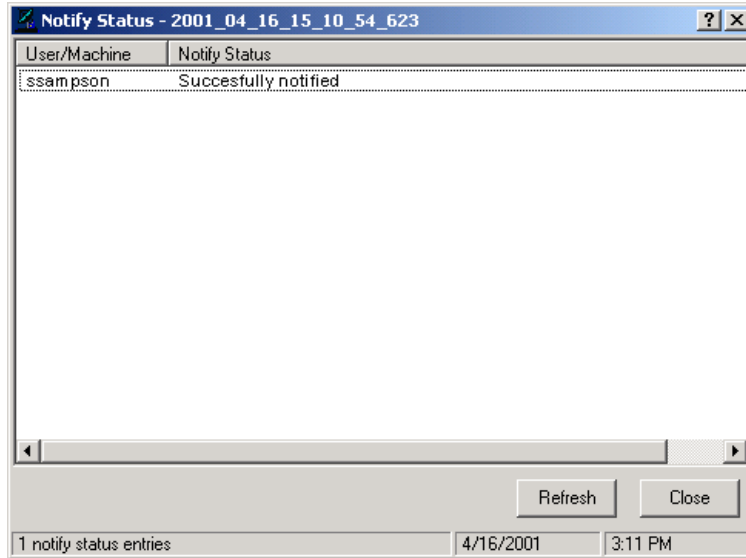 Notify Status - 2001_04_16_15_10_54_623
User/Machine Notify Status
ssampson Succesfully notified
Refresh Close
1 notify status entries 4/16/2001 3:11 PM